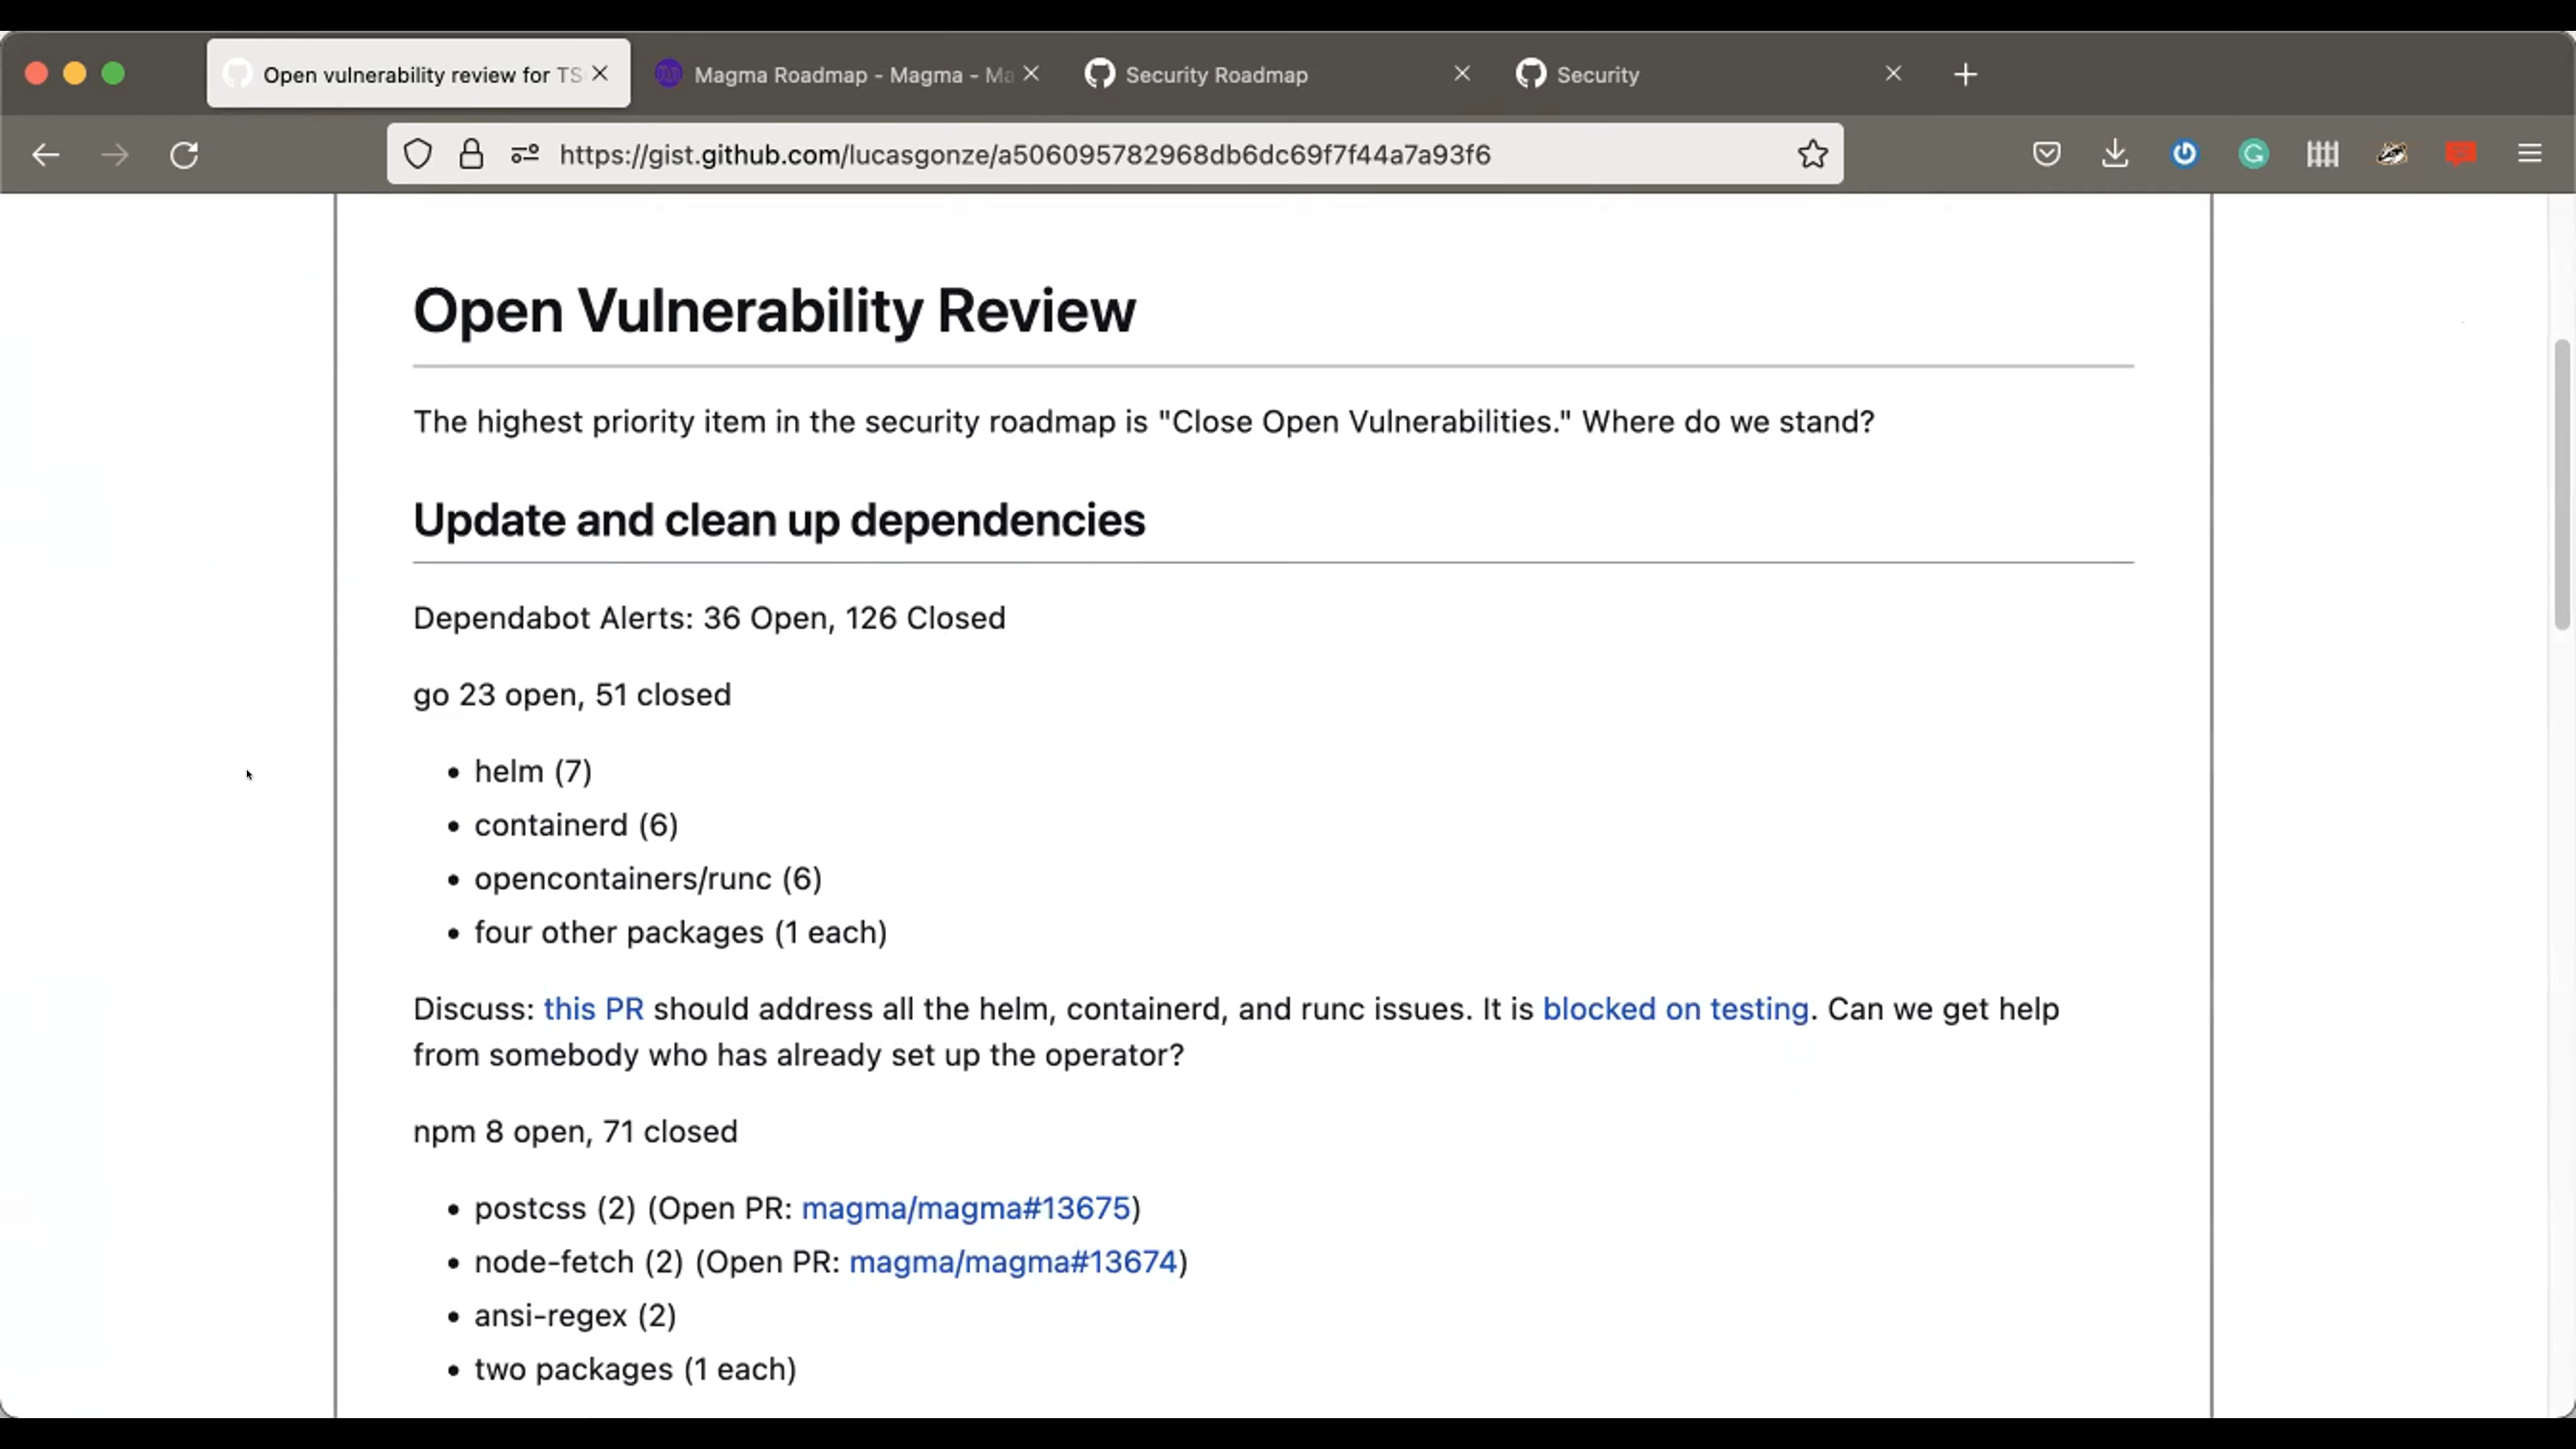 Open vulnerability review for TS
Magma Roadmap - Magma - Ma
Security Roadmap
Security
https://gist.github.com/lucasgonze/a506095782968db6dc69f7f44a7a93f6
Open Vulnerability Review
The highest priority item in the security roadmap is "Close Open Vulnerabilities." Where do we stand?
Update and clean up dependencies
Dependabot Alerts: 36 Open, 126 Closed
go 23 open, 51 closed
• helm (7)
• containerd (6)
• opencontainers/runc (6)
• four other packages (1 each)
Discuss: this PR should address all the helm, containerd, and runc issues. It is blocked on testing. Can we get help
from somebody who has already set up the operator?
npm 8 open, 71 closed
• postcss (2) (Open PR: magma/magma#13675)
• node-fetch (2) (Open PR: magma/magma#13674)
• ansi-regex (2)
• two packages (1 each)